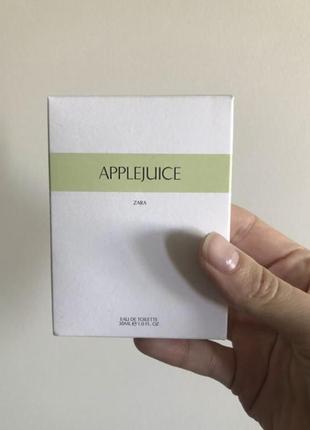 APPLEJUICE
ZARA
EAU DE TOILETTE
30ML ℮ 1.0 FL. OZ